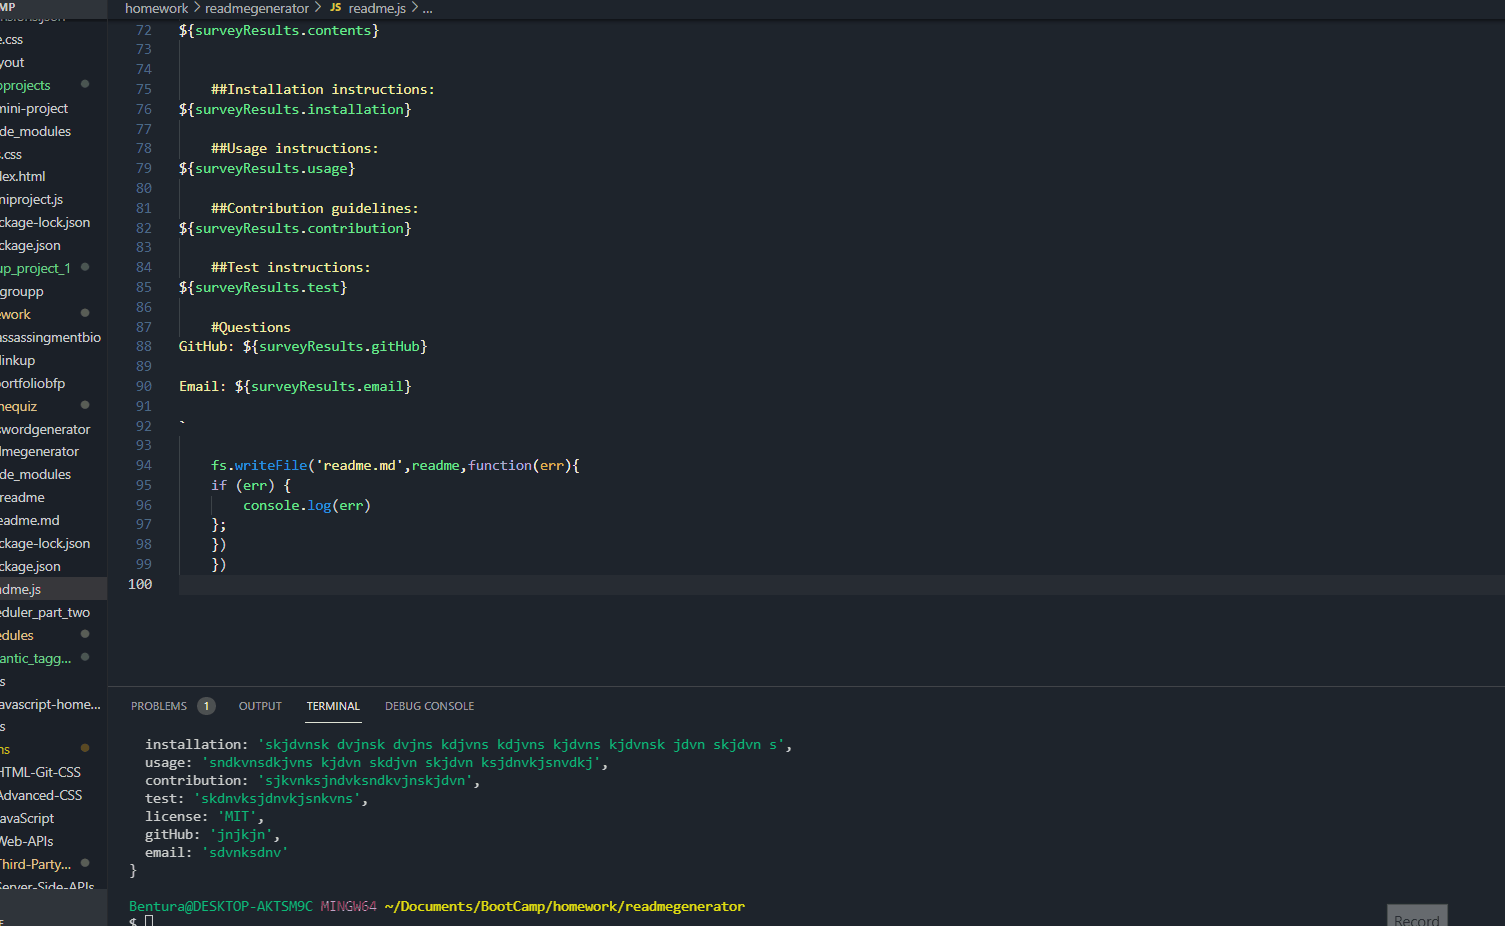 MP
homework > readmegenerator > JS readme.js > ...
e.css
yout
projects
mini-project
de_modules
.css
lex.html
niproject.js
ckage-lock.json
ckage.json
up_project_1
groupp
ework
assassingmentbio
linkup
ortfoliobfp
nequiz
swordgenerator
lmegenerator
de_modules
readme
eadme.md
ckage-lock.json
ckage.json
adme.js
eduler_part_two
edules
antic_tagg...
s
avascript-home...
s
ns
HTML-Git-CSS
Advanced-CSS
avaScript
Web-APIs
Third-Party...
Server-Side-APIs
72 ${surveyResults.contents}
73
74
75 ##Installation instructions:
76 ${surveyResults.installation}
77
78 ##Usage instructions:
79 ${surveyResults.usage}
80
81 ##Contribution guidelines:
82 ${surveyResults.contribution}
83
84 ##Test instructions:
85 ${surveyResults.test}
86
87 #Questions
88 GitHub: ${surveyResults.gitHub}
89
90 Email: ${surveyResults.email}
91
92 `
93
94 fs.writeFile('readme.md',readme,function(err){
95 if (err) {
96 console.log(err)
97 };
98 })
99 })
100
PROBLEMS 1 OUTPUT TERMINAL DEBUG CONSOLE
installation: 'skjdvnsk dvjnsk dvjns kdjvns kdjvns kjdvns kjdvnsk jdvn skjdvn s',
usage: 'sndkvnsdkjvns kjdvn skdjvn skjdvn ksjdnvkjsnvdkj',
contribution: 'sjkvnksjndvksndkvjnskjdvn',
test: 'skdnvksjdnvkjsnkvns',
license: 'MIT',
gitHub: 'jnjkjn',
email: 'sdvnksdnv'
}
Bentura@DESKTOP-AKTSM9C MINGW64 ~/Documents/BootCamp/homework/readmegenerator
$
Record